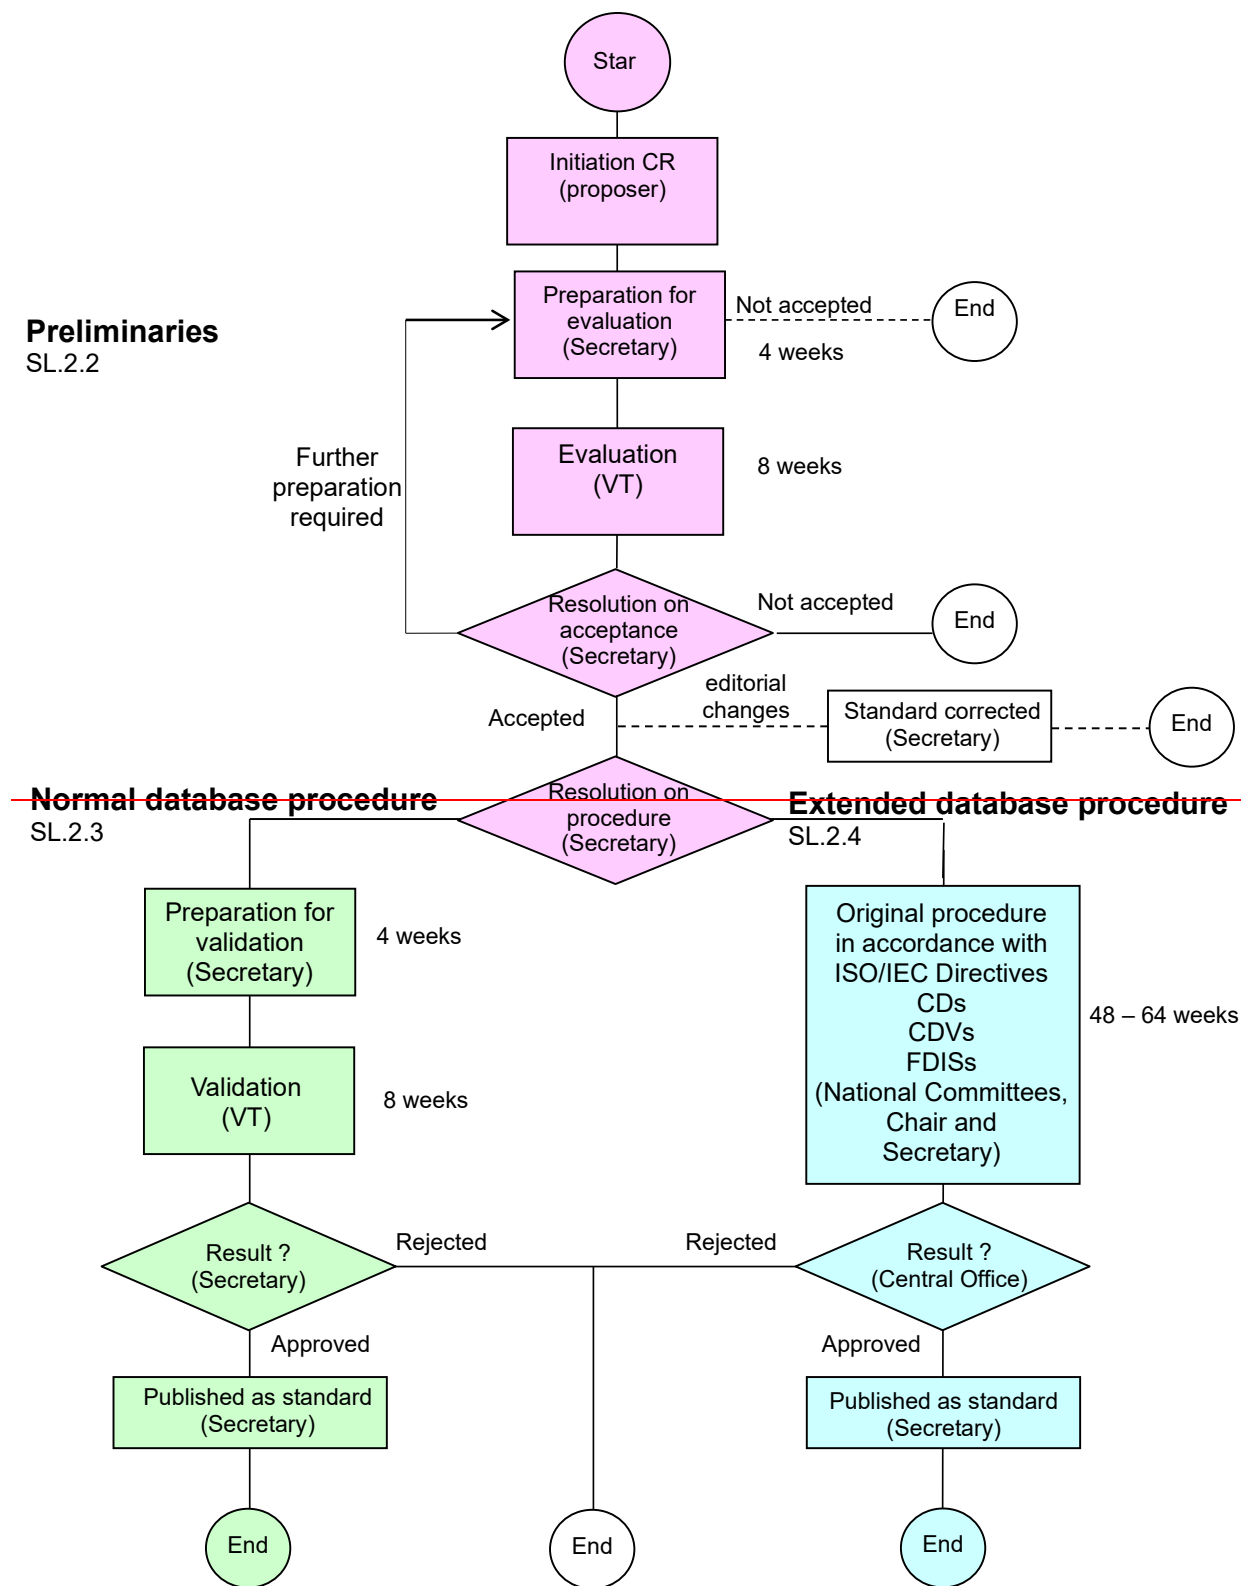 Star
Initiation CR
(proposer)
Preparation for
evaluation
(Secretary)
Not accepted
4 weeks
End
Preliminaries
SL.2.2
Further
preparation
required
Evaluation
(VT)
8 weeks
Resolution on
acceptance
(Secretary)
Not accepted
End
Accepted
editorial
changes
Standard corrected
(Secretary)
End
Normal database procedure
SL.2.3
Resolution on
procedure
(Secretary)
Extended database procedure
SL.2.4
Preparation for
validation
(Secretary)
4 weeks
Validation
(VT)
8 weeks
Original procedure
in accordance with
ISO/IEC Directives
CDs
CDVs
FDISs
(National Committees,
Chair and
Secretary)
48 – 64 weeks
Result ?
(Secretary)
Rejected
Rejected
Result ?
(Central Office)
Approved
Approved
Published as standard
(Secretary)
Published as standard
(Secretary)
End
End
End